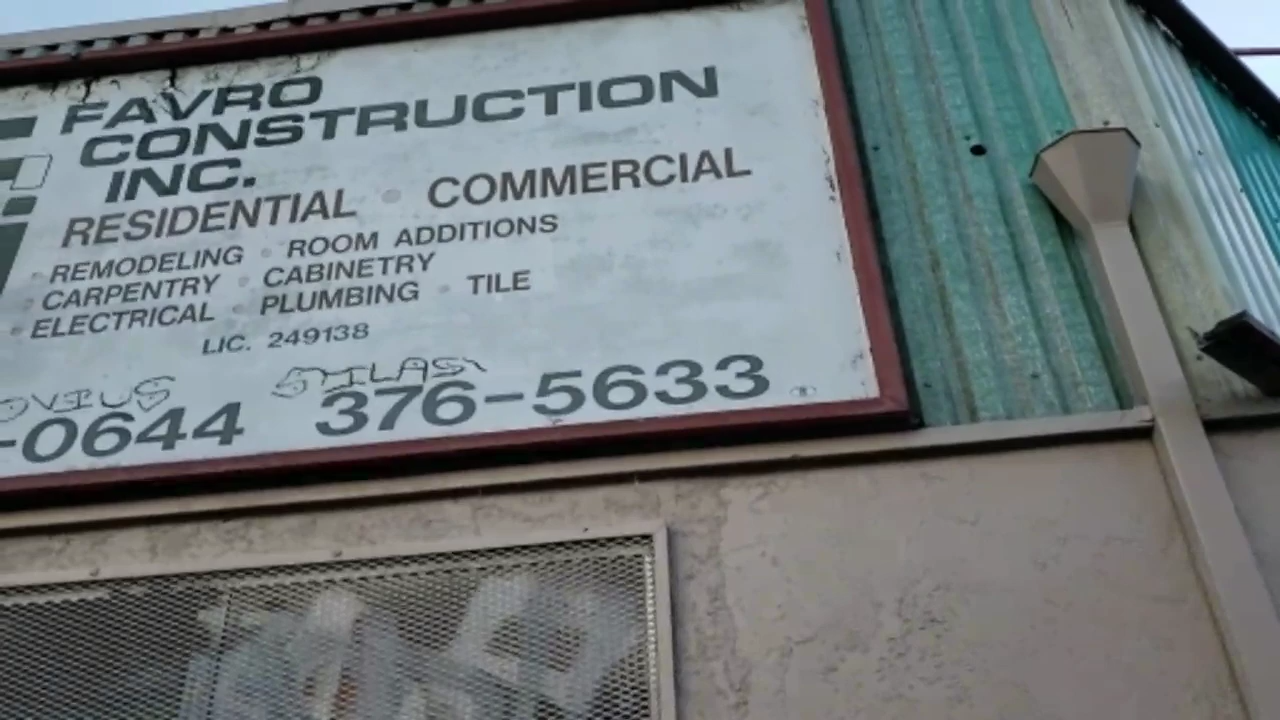 FAVRO
CONSTRUCTION
INC.
RESIDENTIAL • COMMERCIAL
• REMODELING • ROOM ADDITIONS
• CARPENTRY • CABINETRY
• ELECTRICAL • PLUMBING • TILE
LIC. 249138
-0644 376-5633